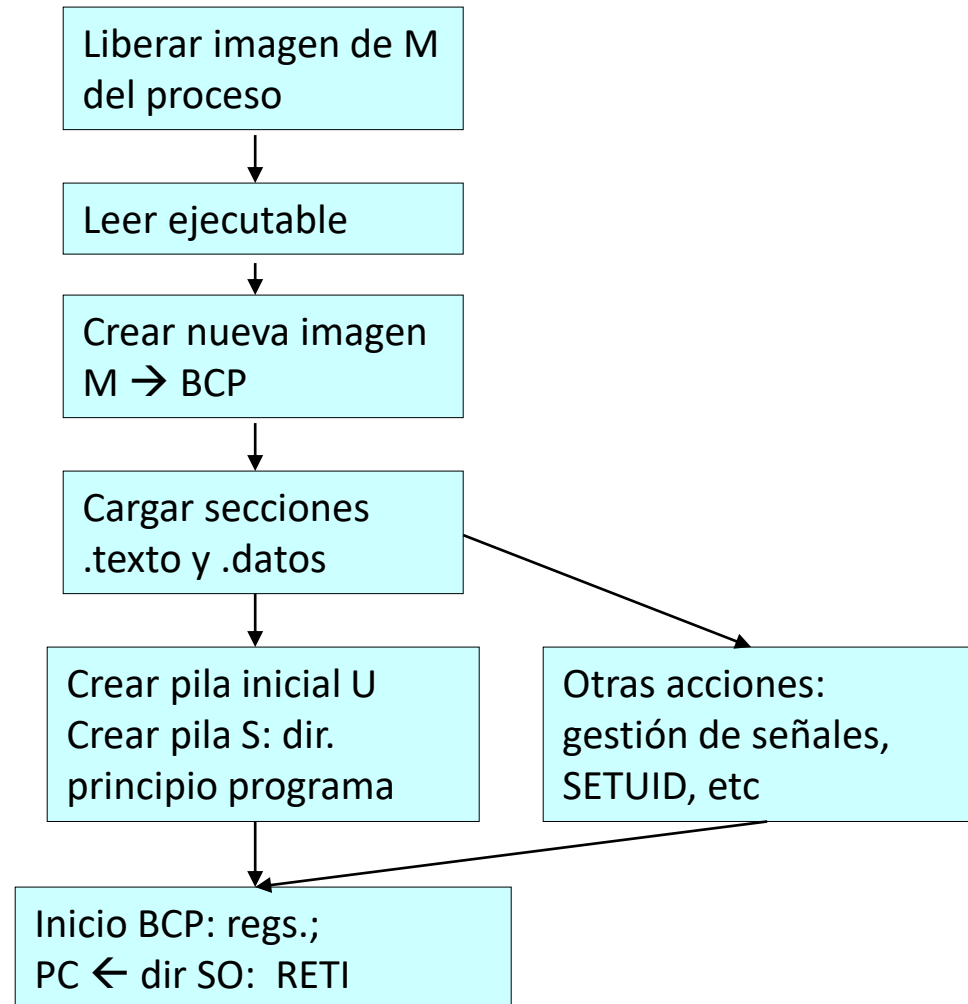 Liberar imagen de M
del proceso
Leer ejecutable
Crear nueva imagen
M → BCP
Cargar secciones
.texto y .datos
Crear pila inicial U
Crear pila S: dir.
principio programa
Otras acciones:
gestión de señales,
SETUID, etc
Inicio BCP: regs.;
PC ← dir SO: RETI